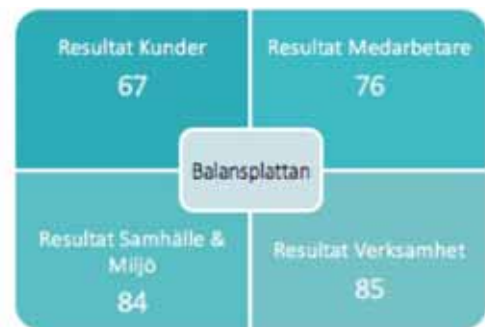 Resultat Kunder
67
Resultat Medarbetare
76
Balansplattan
Resultat Samhälle &
Miljö
84
Resultat Verksamhet
85